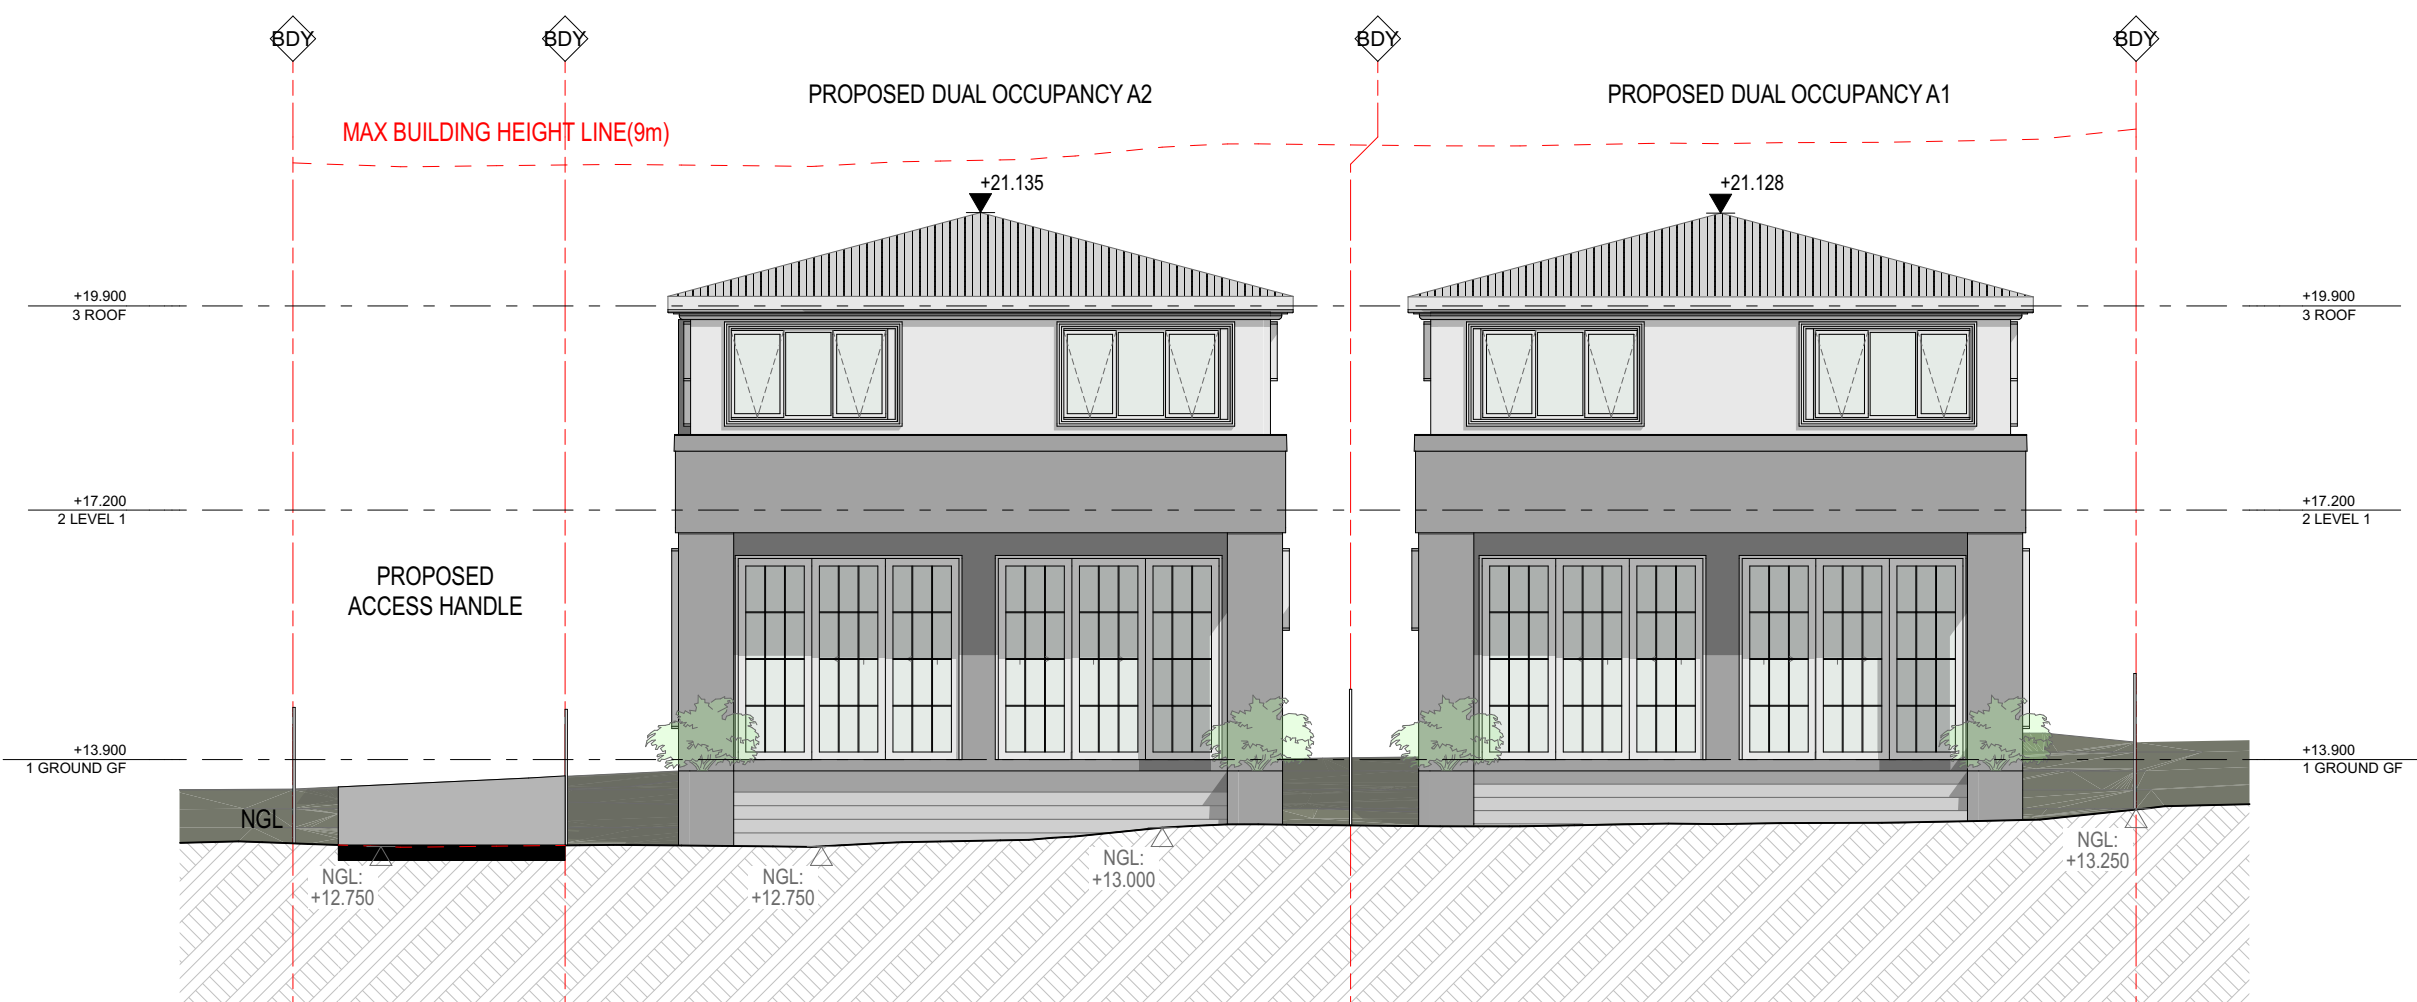 BDY
BDY
BDY
BDY
PROPOSED DUAL OCCUPANCY A2
PROPOSED DUAL OCCUPANCY A1
MAX BUILDING HEIGHT LINE(9m)
+21.135
+21.128
+19.900
3 ROOF
+19.900
3 ROOF
+17.200
2 LEVEL 1
+17.200
2 LEVEL 1
PROPOSED
ACCESS HANDLE
+13.900
1 GROUND GF
+13.900
1 GROUND GF
NGL
NGL:
+12.750
NGL:
+12.750
NGL:
+13.000
NGL:
+13.250